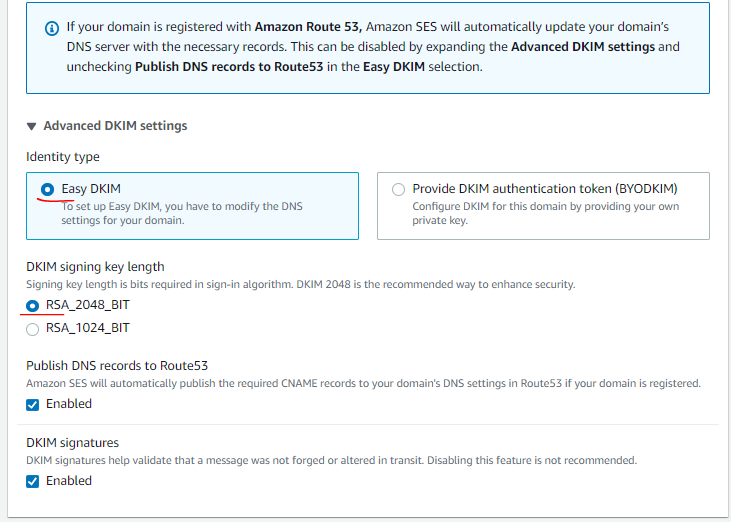 If your domain is registered with Amazon Route 53, Amazon SES will automatically update your domain's
DNS server with the necessary records. This can be disabled by expanding the Advanced DKIM settings and
unchecking Publish DNS records to Route53 in the Easy DKIM selection.
Advanced DKIM settings
Identity type
Easy DKIM
To set up Easy DKIM, you have to modify the DNS
settings for your domain.
Provide DKIM authentication token (BYODKIM)
Configure DKIM for this domain by providing your own
private key.
DKIM signing key length
Signing key length is bits required in sign-in algorithm. DKIM 2048 is the recommended way to enhance security.
RSA_2048_BIT
RSA_1024_BIT
Publish DNS records to Route53
Amazon SES will automatically publish the required CNAME records to your domain's DNS settings in Route53 if your domain is registered.
Enabled
DKIM signatures
DKIM signatures help validate that a message was not forged or altered in transit. Disabling this feature is not recommended.
Enabled